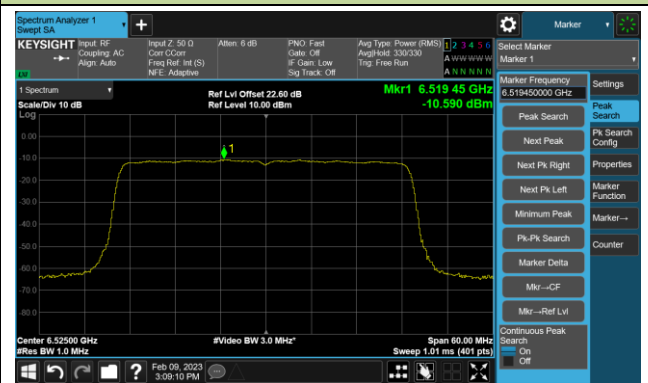 Spectrum Analyzer 1
Swept SA
+
Marker
KEYSIGHT
Input: RF
Coupling: AC
Align: Auto
Input Z: 50 Ω
Corr CCorr
Freq Ref: Int (S)
NFE: Adaptive
Atten: 6 dB
PNO: Fast
Gate: Off
IF Gain: Low
Sig Track: Off
Avg Type: Power (RMS)
Avg|Hold: 330/330
Trig: Free Run
1 2 3 4 5 6
A W W W W W
A N N N N N
Select Marker
Marker 1
1 Spectrum
Scale/Div 10 dB
Log
Ref Lvl Offset 22.60 dB
Ref Level 10.00 dBm
Mkr1 6.519 45 GHz
-10.590 dBm
1
0.00
-10.0
-20.0
-30.0
-40.0
-50.0
-60.0
-70.0
-80.0
Center 6.52500 GHz
#Res BW 1.0 MHz
#Video BW 3.0 MHz*
Span 60.00 MHz
Sweep 1.01 ms (401 pts)
Marker Frequency
6.519450000 GHz
Peak Search
Next Peak
Next Pk Right
Next Pk Left
Minimum Peak
Pk-Pk Search
Marker Delta
Mkr→CF
Mkr→Ref Lvl
Continuous Peak
Search
On
Off
Settings
Peak
Search
Pk Search
Config
Properties
Marker
Function
Marker→
Counter
?
Feb 09, 2023
3:09:10 PM